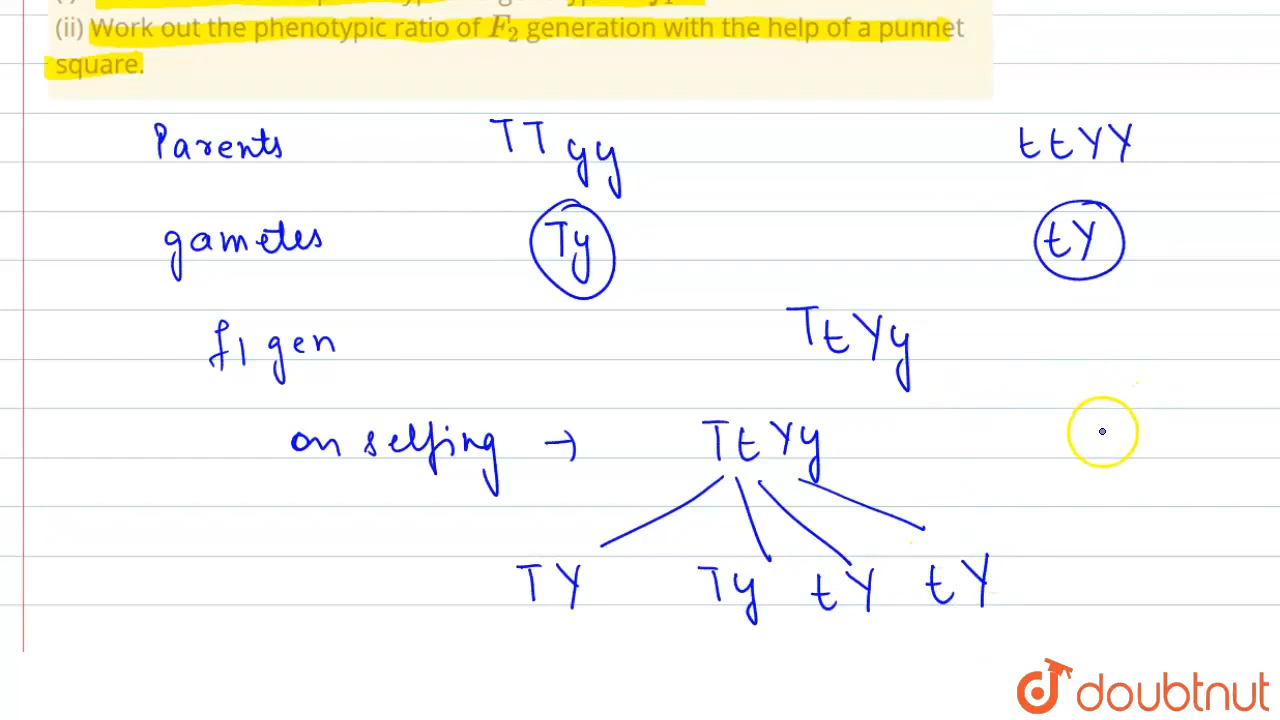 (ii) Work out the phenotypic ratio of F₂ generation with the help of a punnet
square.
Parents TTyy ttYY
gametes Ty tY
f1 gen TtYy
on selfing → TtYy
TY Ty tY tY
doubtnut